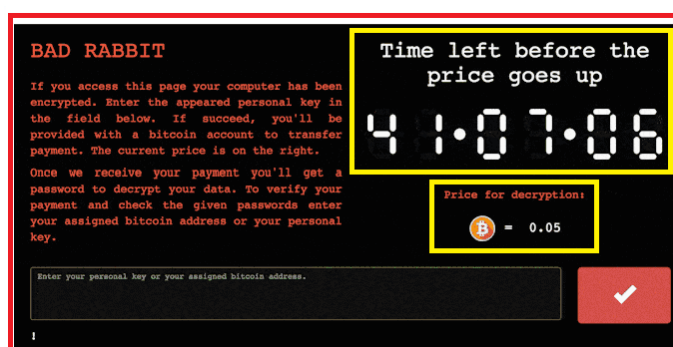 BAD RABBIT
If you access this page your computer has been
encrypted. Enter the appeared personal key in
the field below. If succeed, you'll be
provided with a bitcoin account to transfer
payment. The current price is on the right.
Once we receive your payment you'll get a
password to decrypt your data. To verify your
payment and check the given passwords enter
your assigned bitcoin address or your personal
key.
Time left before the
price goes up
41·07·06
Price for decryption:
₿ = 0.05
Enter your personal key or your assigned bitcoin address.
!